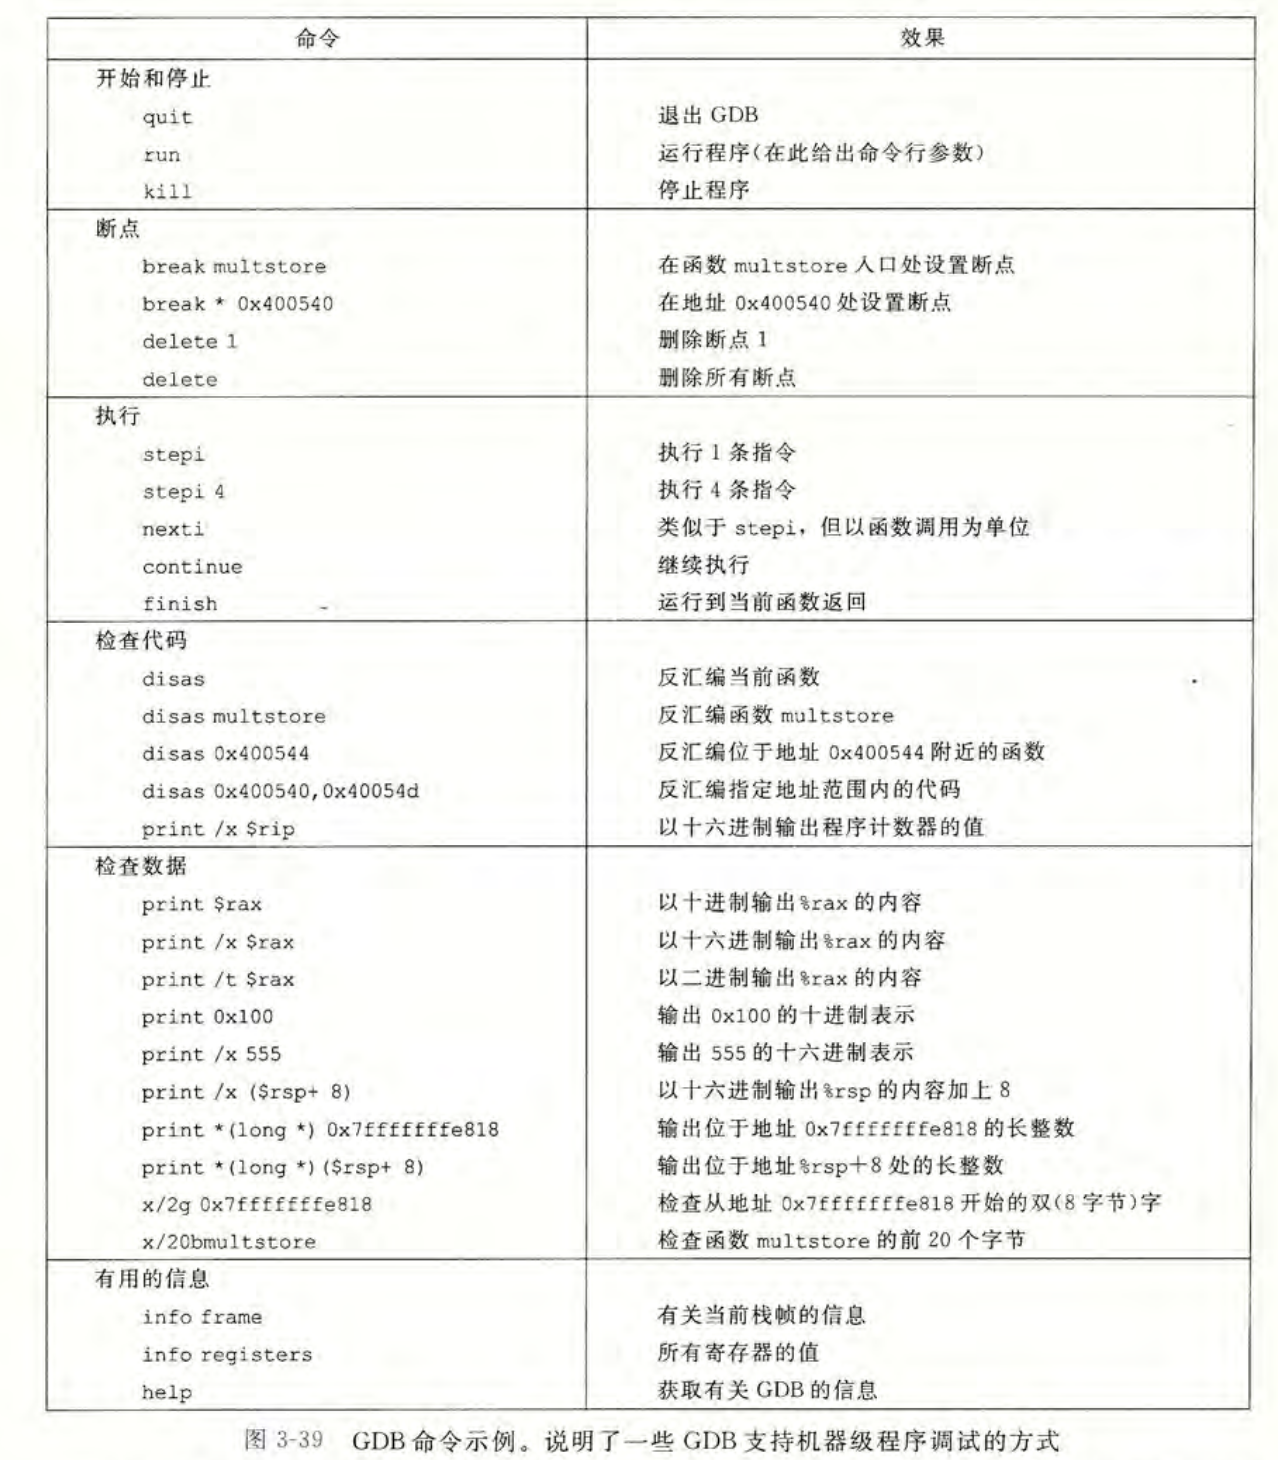 命令 效果
开始和停止
quit 退出 GDB
run 运行程序(在此给出命令行参数)
kill 停止程序
断点
break multstore 在函数 multstore 入口处设置断点
break * 0x400540 在地址 0x400540 处设置断点
delete 1 删除断点 1
delete 删除所有断点
执行
stepi 执行 1 条指令
stepi 4 执行 4 条指令
nexti 类似于 stepi，但以函数调用为单位
continue 继续执行
finish 运行到当前函数返回
检查代码
disas 反汇编当前函数
disas multstore 反汇编函数 multstore
disas 0x400544 反汇编位于地址 0x400544 附近的函数
disas 0x400540,0x40054d 反汇编指定地址范围内的代码
print /x $rip 以十六进制输出程序计数器的值
检查数据
print $rax 以十进制输出%rax 的内容
print /x $rax 以十六进制输出%rax 的内容
print /t $rax 以二进制输出%rax 的内容
print 0x100 输出 0x100 的十进制表示
print /x 555 输出 555 的十六进制表示
print /x ($rsp+ 8) 以十六进制输出%rsp 的内容加上 8
print *(long *) 0x7fffffffe818 输出位于地址 0x7fffffffe818 的长整数
print *(long *) ($rsp+ 8) 输出位于地址%rsp+8 处的长整数
x/2g 0x7fffffffe818 检查从地址 0x7fffffffe818 开始的双(8 字节)字
x/20bmultstore 检查函数 multstore 的前 20 个字节
有用的信息
info frame 有关当前栈帧的信息
info registers 所有寄存器的值
help 获取有关 GDB 的信息
图 3-39 GDB 命令示例。说明了一些 GDB 支持机器级程序调试的方式